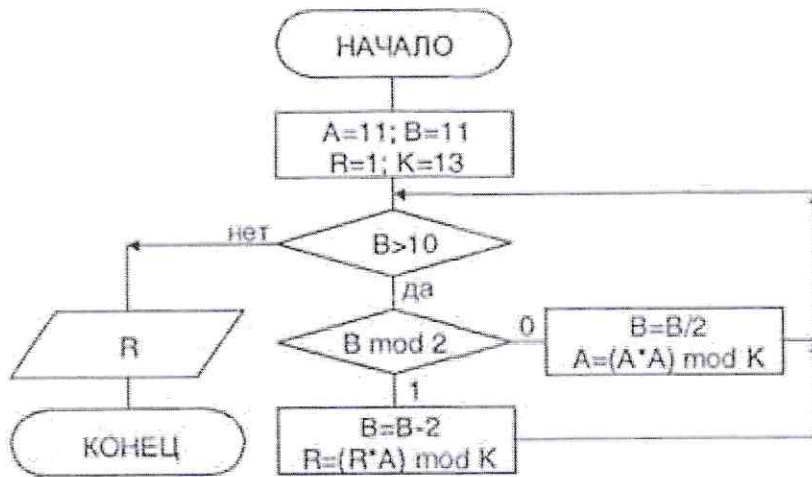 НАЧАЛО
A=11; B=11
R=1; K=13
B>10
нет
да
R
B mod 2
0
B=B/2
A=(A*A) mod K
1
B=B-2
R=(R*A) mod K
КОНЕЦ